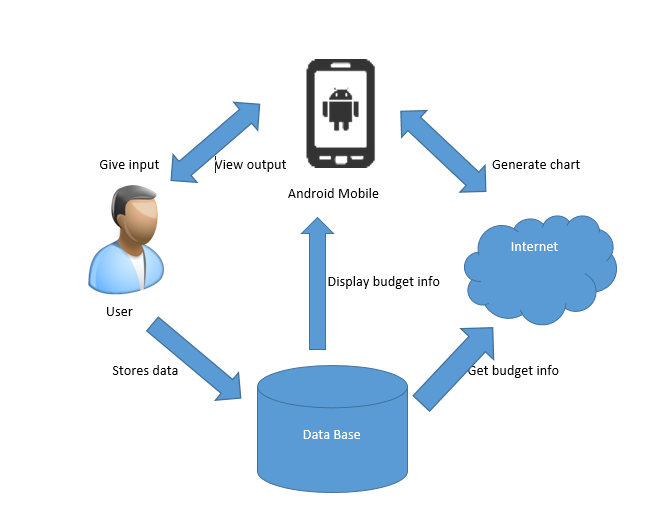 Give input
View output
Generate chart
Android Mobile
Internet
Display budget info
User
Stores data
Get budget info
Data Base